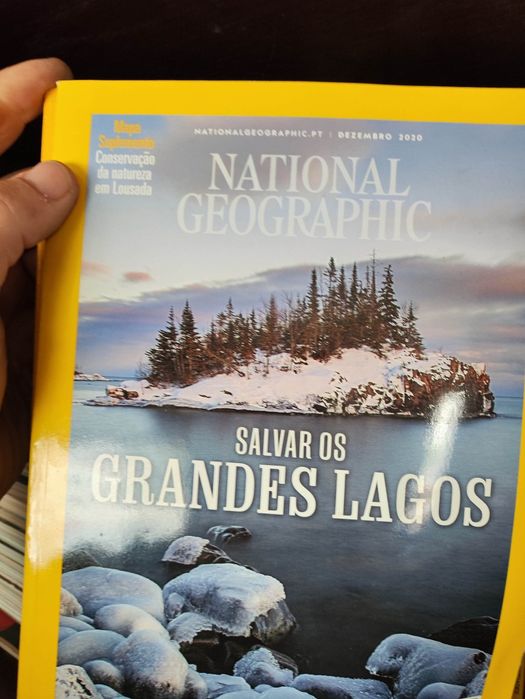 Mapa
Suplemento
Conservação
da natureza
em Lousada
NATIONALGEOGRAPHIC.PT | DEZEMBRO 2020
NATIONAL
GEOGRAPHIC
SALVAR OS
GRANDES LAGOS